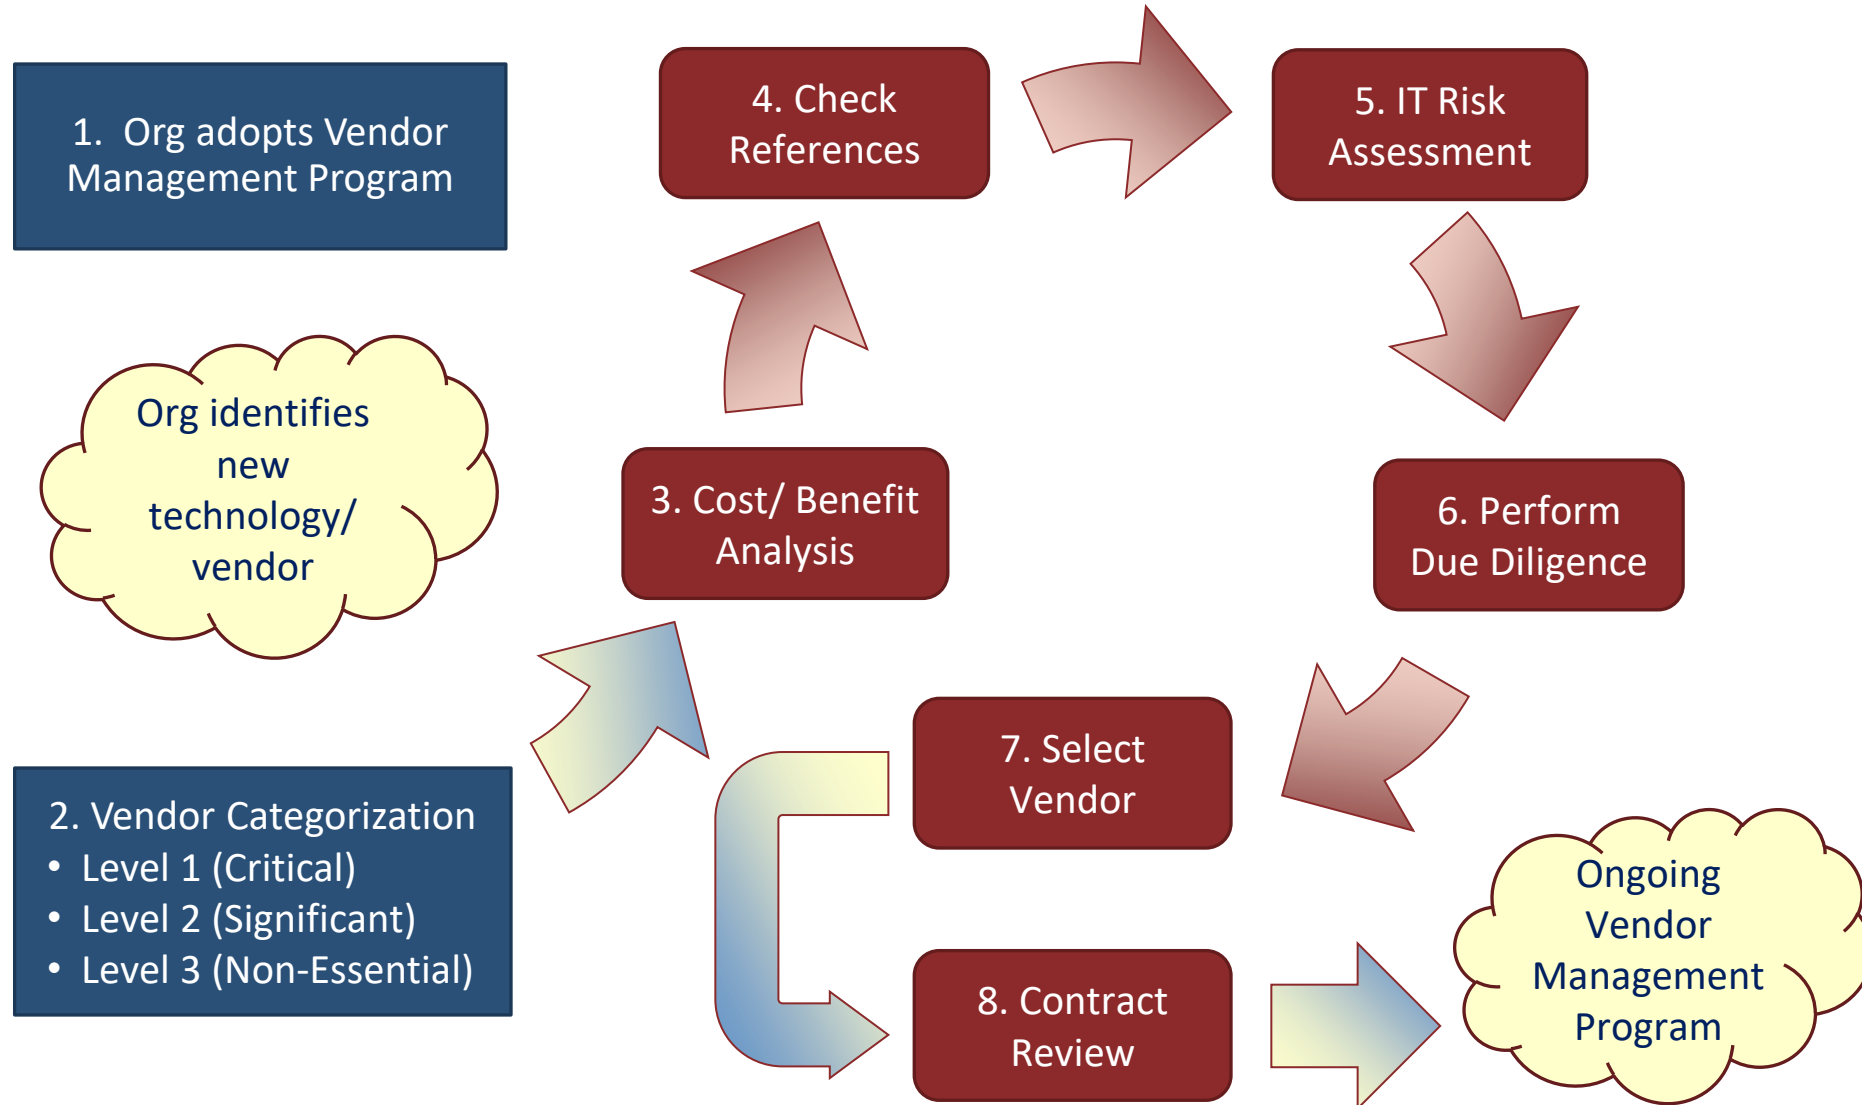 1.  Org adopts Vendor
Management Program
Org identifies
new
technology/
vendor
2. Vendor Categorization
• Level 1 (Critical)
• Level 2 (Significant)
• Level 3 (Non-Essential)
3. Cost/ Benefit
Analysis
4. Check
References
5. IT Risk
Assessment
6. Perform
Due Diligence
7. Select
Vendor
8. Contract
Review
Ongoing
Vendor
Management
Program